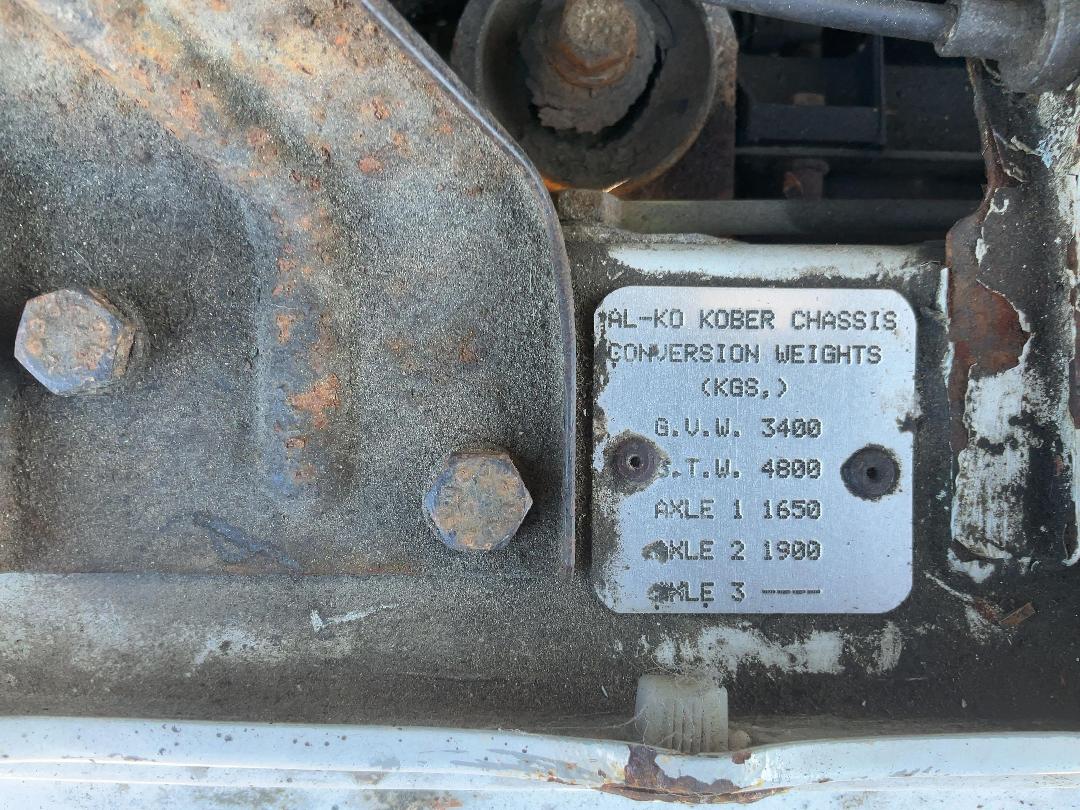 AL-KO KOBER CHASSIS
CONVERSION WEIGHTS
(KGS,)
G.V.W. 3400
G.T.W. 4800
AXLE 1 1650
AXLE 2 1900
AXLE 3 ----